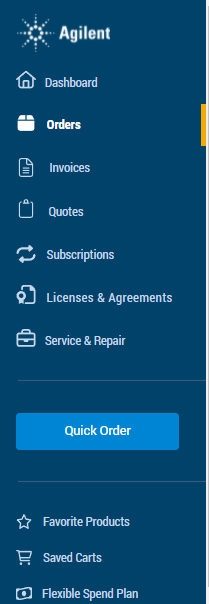 Agilent
Dashboard
Orders
Invoices
Quotes
Subscriptions
Licenses & Agreements
Service & Repair
Quick Order
Favorite Products
Saved Carts
Flexible Spend Plan